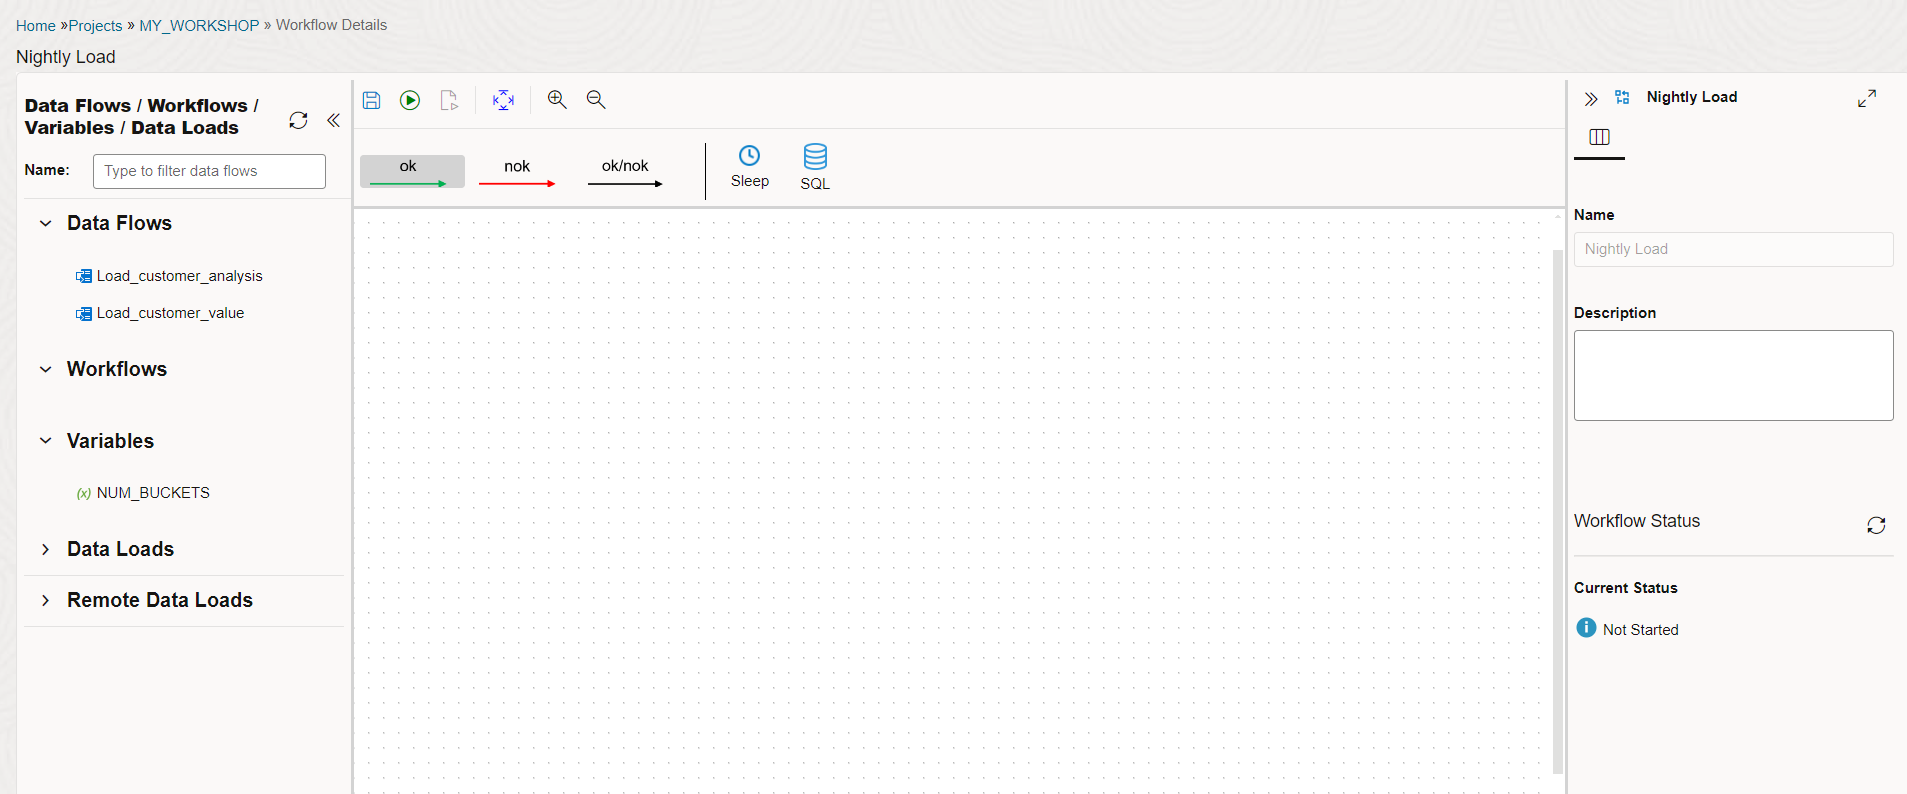 Home »Projects » MY_WORKSHOP » Workflow Details
Nightly Load
Data Flows / Workflows /
Variables / Data Loads
Name:
Type to filter data flows
Data Flows
Load_customer_analysis
Load_customer_value
Workflows
Variables
(x) NUM_BUCKETS
Data Loads
Remote Data Loads
ok
nok
ok/nok
Sleep
SQL
Nightly Load
Name
Nightly Load
Description
Workflow Status
Current Status
Not Started